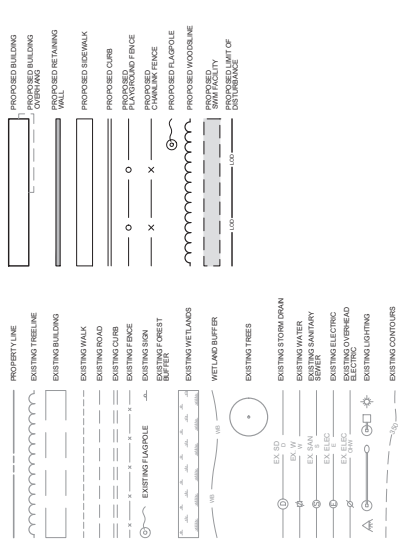 PROPERTY LINE
EXISTING TREELINE
EXISTING BUILDING
EXISTING WALK
EXISTING ROAD
EXISTING CURB
EXISTING FENCE
EXISTING SIGN
EXISTING FOREST
BUFFER
EXISTING FLAGPOLE
EXISTING WETLANDS
WETLAND BUFFER
WB
WB
EXISTING TREES
EXISTING STORM DRAIN
EX. SD
D
D
EXISTING WATER
EX. W
W
EXISTING SANITARY
SEWER
EX. SAN
S
S
EXISTING ELECTRIC
EX. ELEC
E
E
EXISTING OVERHEAD
ELECTRIC
EX. ELEC
OHW
EXISTING LIGHTING
EXISTING CONTOURS
350
PROPOSED BUILDING
PROPOSED BUILDING
OVERHANG
PROPOSED RETAINING
WALL
PROPOSED SIDEWALK
PROPOSED CURB
PROPOSED
PLAYGROUND FENCE
PROPOSED
CHAINLINK FENCE
PROPOSED FLAGPOLE
PROPOSED WOODSLINE
PROPOSED
SWM FACILITY
PROPOSED LIMIT OF
DISTURBANCE
LOD
LOD